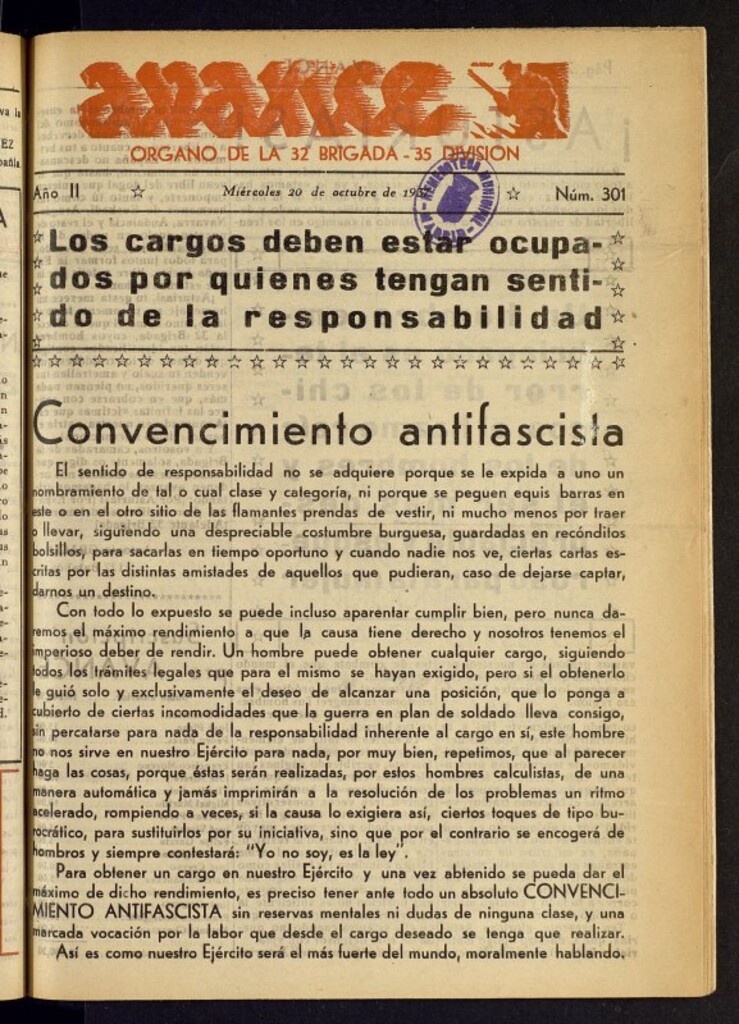 avance
ORGANO DE LA 32 BRIGADA - 35 DIVISION
Año II ☆ Miércoles 20 de octubre de 193 ☆ Núm. 301
HEMEROTECA MUNICIPAL
MADRID
Los cargos deben estar ocupa-
dos por quienes tengan senti-
do de la responsabilidad
Convencimiento antifascista
El sentido de responsabilidad no se adquiere porque se le expida a uno un
nombramiento de tal o cual clase y categoría, ni porque se peguen equis barras en
este o en el otro sitio de las flamantes prendas de vestir, ni mucho menos por traer
o llevar, siguiendo una despreciable costumbre burguesa, guardadas en recónditos
bolsillos, para sacarlas en tiempo oportuno y cuando nadie nos ve, ciertas cartas es-
critas por las distintas amistades de aquellos que pudieran, caso de dejarse captar,
darnos un destino.
Con todo lo expuesto se puede incluso aparentar cumplir bien, pero nunca da-
remos el máximo rendimiento a que la causa tiene derecho y nosotros tenemos el
imperioso deber de rendir. Un hombre puede obtener cualquier cargo, siguiendo
todos los trámites legales que para el mismo se hayan exigido, pero si el obtenerlo
le guió solo y exclusivamente el deseo de alcanzar una posición, que lo ponga a
cubierto de ciertas incomodidades que la guerra en plan de soldado lleva consigo,
sin percatarse para nada de la responsabilidad inherente al cargo en sí, este hombre
no nos sirve en nuestro Ejército para nada, por muy bien, repetimos, que al parecer
haga las cosas, porque éstas serán realizadas, por estos hombres calculistas, de una
manera automática y jamás imprimirán a la resolución de los problemas un ritmo
acelerado, rompiendo a veces, si la causa lo exigiera así, ciertos toques de tipo bu-
rocrático, para sustituirlos por su iniciativa, sino que por el contrario se encogerá de
hombros y siempre contestará: "Yo no soy, es la ley".
Para obtener un cargo en nuestro Ejército y una vez abtenido se pueda dar el
máximo de dicho rendimiento, es preciso tener ante todo un absoluto CONVENCI-
MIENTO ANTIFASCISTA sin reservas mentales ni dudas de ninguna clase, y una
marcada vocación por la labor que desde el cargo deseado se tenga que realizar.
Así es como nuestro Ejército será el más fuerte del mundo, moralmente hablando.